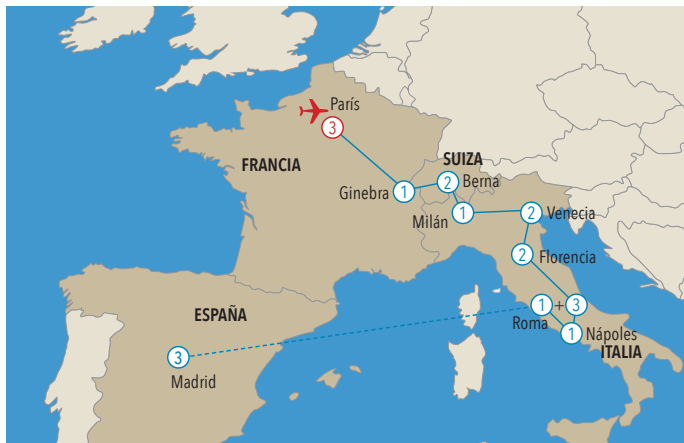 París
3
FRANCIA
SUIZA
2 Berna
Ginebra 1
Milán 1
2 Venecia
2 Florencia
ESPAÑA
1 + 3
Roma
1 Nápoles
ITALIA
3
Madrid